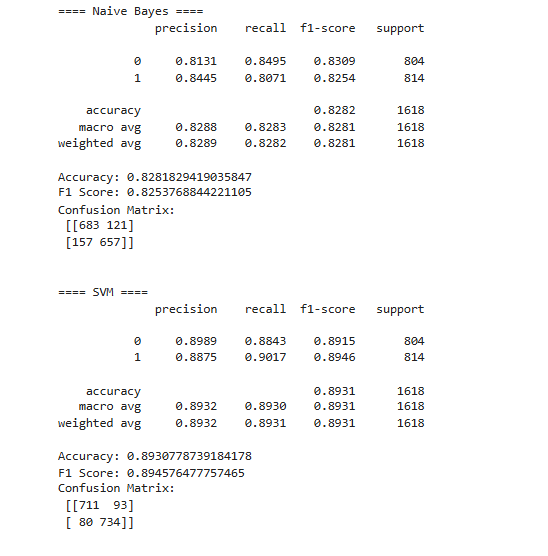 ==== Naive Bayes ====
              precision    recall  f1-score   support
           0     0.8131    0.8495    0.8309       804
           1     0.8445    0.8071    0.8254       814
    accuracy                         0.8282      1618
   macro avg     0.8288    0.8283    0.8281      1618
weighted avg     0.8289    0.8282    0.8281      1618
Accuracy: 0.8281829419035847
F1 Score: 0.8253768844221105
Confusion Matrix:
 [[683 121]
 [157 657]]
==== SVM ====
              precision    recall  f1-score   support
           0     0.8989    0.8843    0.8915       804
           1     0.8875    0.9017    0.8946       814
    accuracy                         0.8931      1618
   macro avg     0.8932    0.8930    0.8931      1618
weighted avg     0.8932    0.8931    0.8931      1618
Accuracy: 0.8930778739184178
F1 Score: 0.894576477757465
Confusion Matrix:
 [[711  93]
 [ 80 734]]